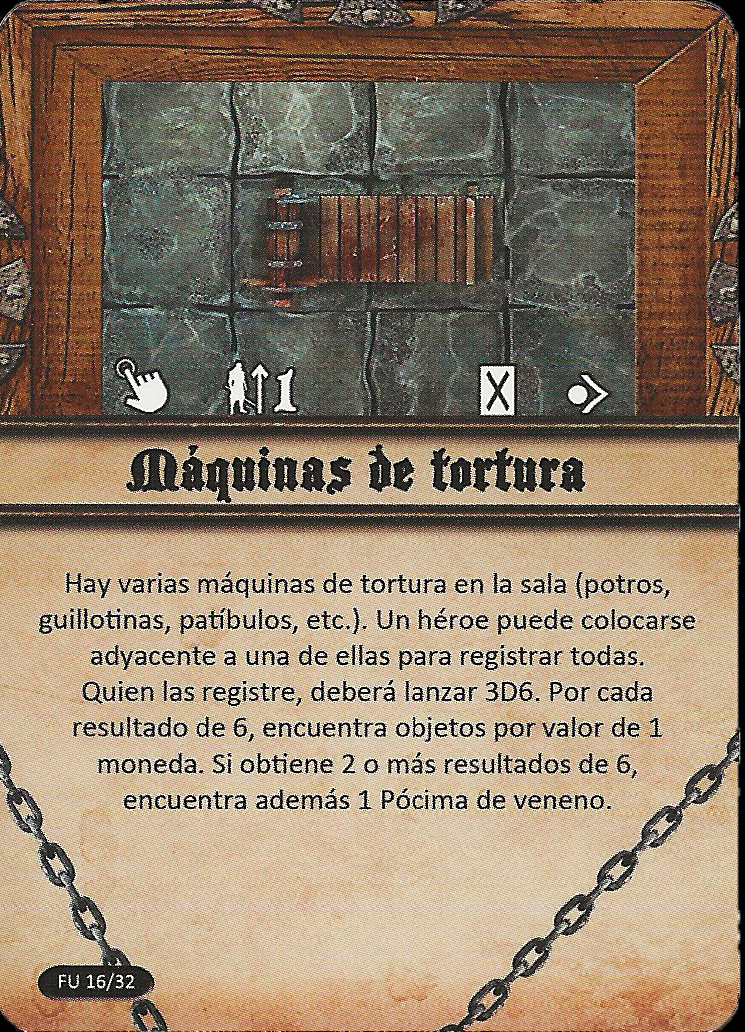 1
X
Máquinas de tortura
Hay varias máquinas de tortura en la sala (potros,
guillotinas, patíbulos, etc.). Un héroe puede colocarse
adyacente a una de ellas para registrar todas.
Quien las registre, deberá lanzar 3D6. Por cada
resultado de 6, encuentra objetos por valor de 1
moneda. Si obtiene 2 o más resultados de 6,
encuentra además 1 Pócima de veneno.
FU 16/32